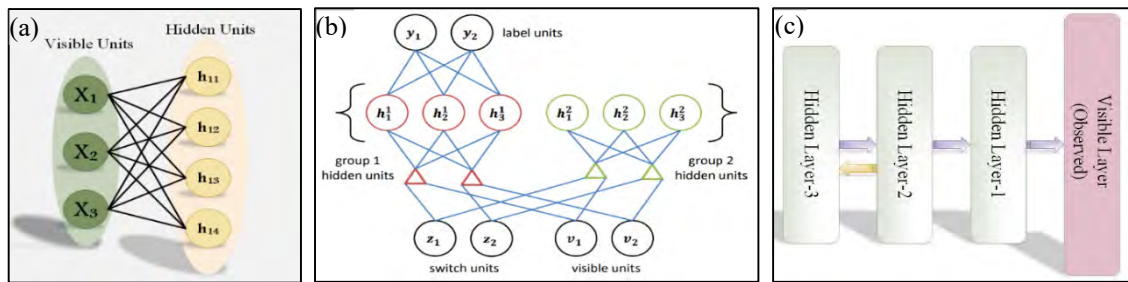 (a)
Visible Units
Hidden Units
X1
X2
X3
h11
h12
h13
h14
(b)
y1 y2 label units
h¹1 h¹2 h¹3 h²1 h²2 h²3
group 1
hidden units
group 2
hidden units
z1 z2 v1 v2
switch units visible units
(c)
Hidden Layer-3
Hidden Layer-2
Hidden Layer-1
Visible Layer
(Observed)